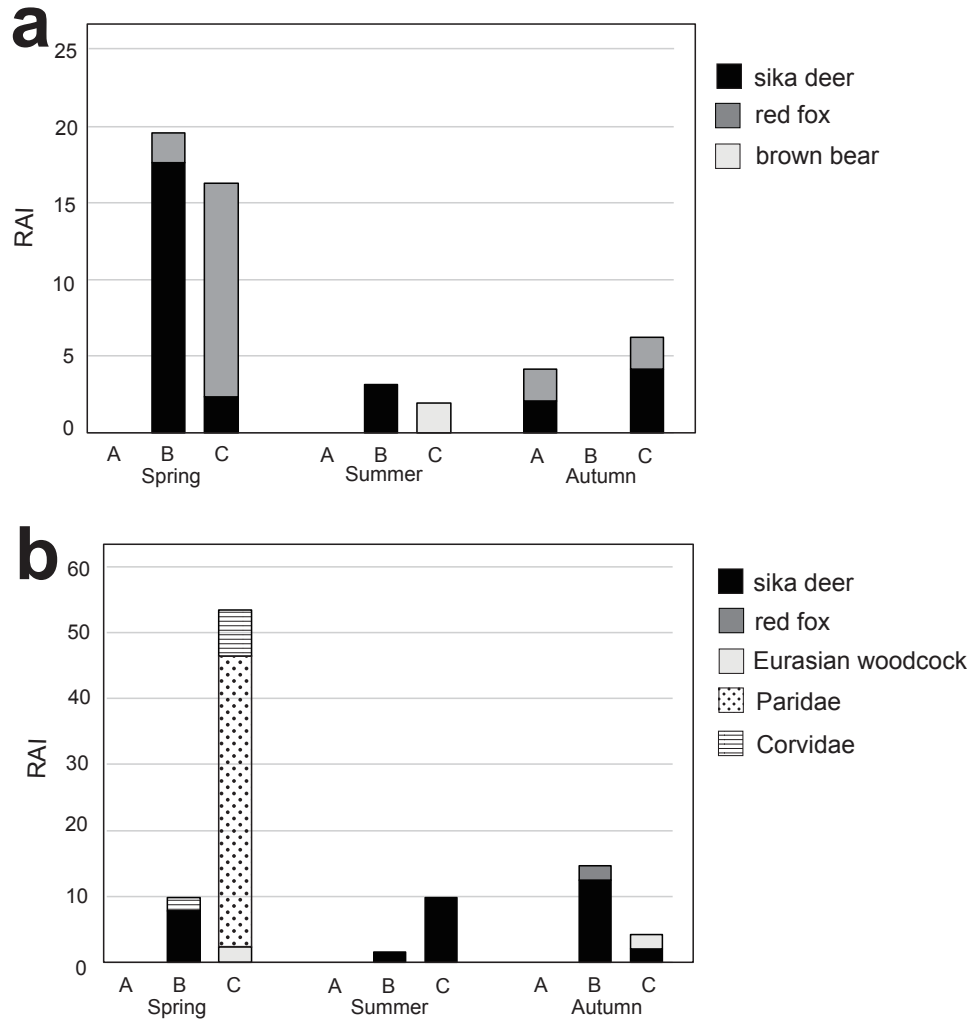 a
25
20
15
10
5
0
RAI
A B C A B C A B C
Spring Summer Autumn
sika deer
red fox
brown bear
b
60
50
40
30
20
10
0
RAI
A B C A B C A B C
Spring Summer Autumn
sika deer
red fox
Eurasian woodcock
Paridae
Corvidae